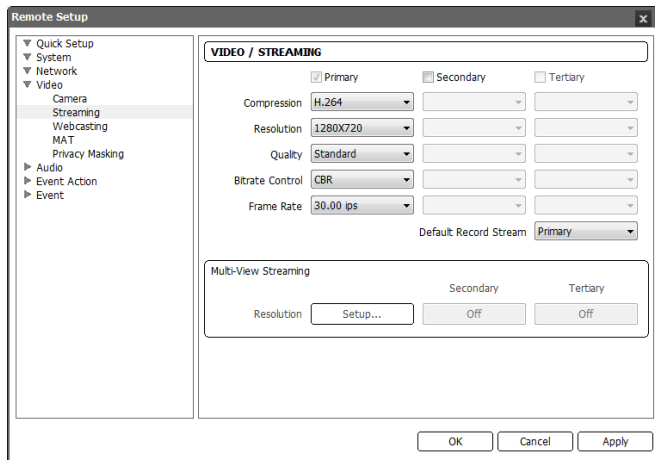 Remote Setup
x
Quick Setup
System
Network
Video
Camera
Streaming
Webcasting
MAT
Privacy Masking
Audio
Event Action
Event
VIDEO / STREAMING
Primary Secondary Tertiary
Compression H.264
Resolution 1280X720
Quality Standard
Bitrate Control CBR
Frame Rate 30.00 ips
Default Record Stream Primary
Multi-View Streaming
Secondary Tertiary
Resolution Setup... Off Off
OK Cancel Apply